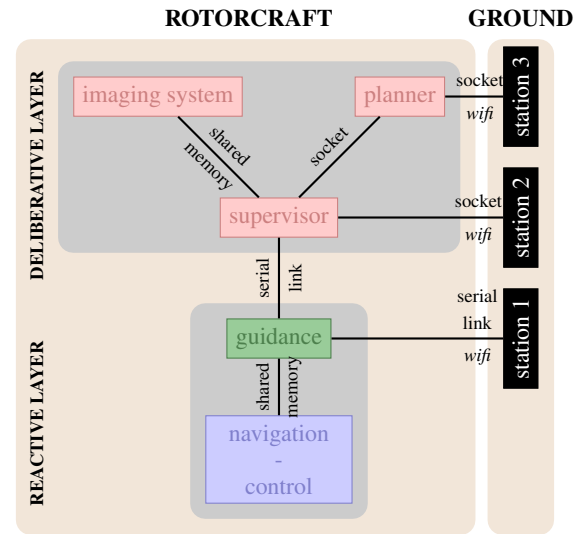 ROTORCRAFT
GROUND
DELIBERATIVE LAYER
imaging system
planner
socket
wifi
station 3
shared
memory
socket
supervisor
socket
wifi
station 2
serial
link
REACTIVE LAYER
guidance
serial
link
wifi
station 1
shared
memory
navigation
-
control